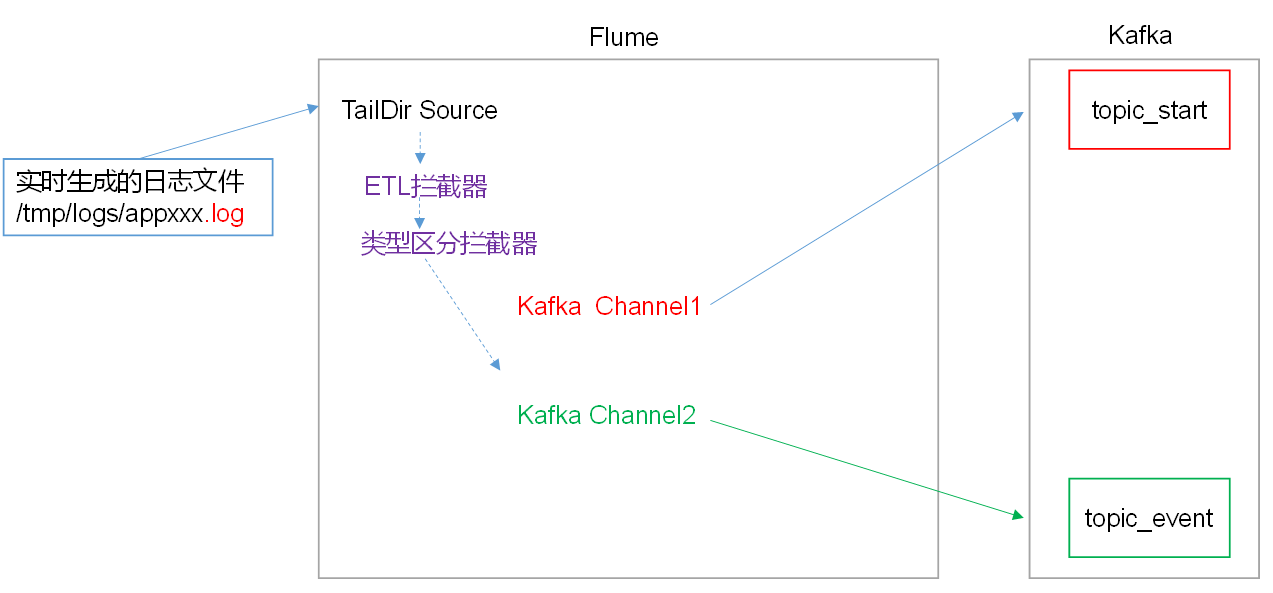 Flume
Kafka
TailDir Source
topic_start
实时生成的日志文件
/tmp/logs/appxxx.log
ETL拦截器
类型区分拦截器
Kafka  Channel1
Kafka Channel2
topic_event